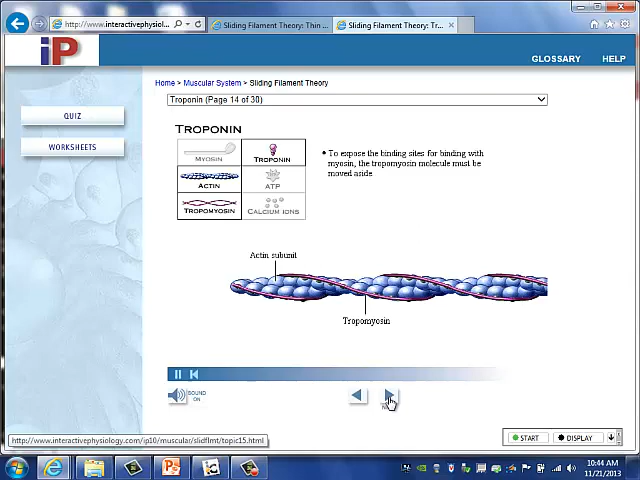 http://www.interactivephysiol...
Sliding Filament Theory: Thin ...
Sliding Filament Theory: Tr...
iP
GLOSSARY
HELP
Home > Muscular System > Sliding Filament Theory
Troponin (Page 14 of 30)
QUIZ
WORKSHEETS
TROPONIN
MYOSIN
TROPONIN
ACTIN
ATP
TROPOMYOSIN
CALCIUM IONS
• To expose the binding sites for binding with
myosin, the tropomyosin molecule must be
moved aside
Actin subunit
Tropomyosin
SOUND
ON
http://www.interactivephysiology.com/ip10/muscular/slidflmt/topic15.html
START
DISPLAY
10:44 AM
11/21/2013